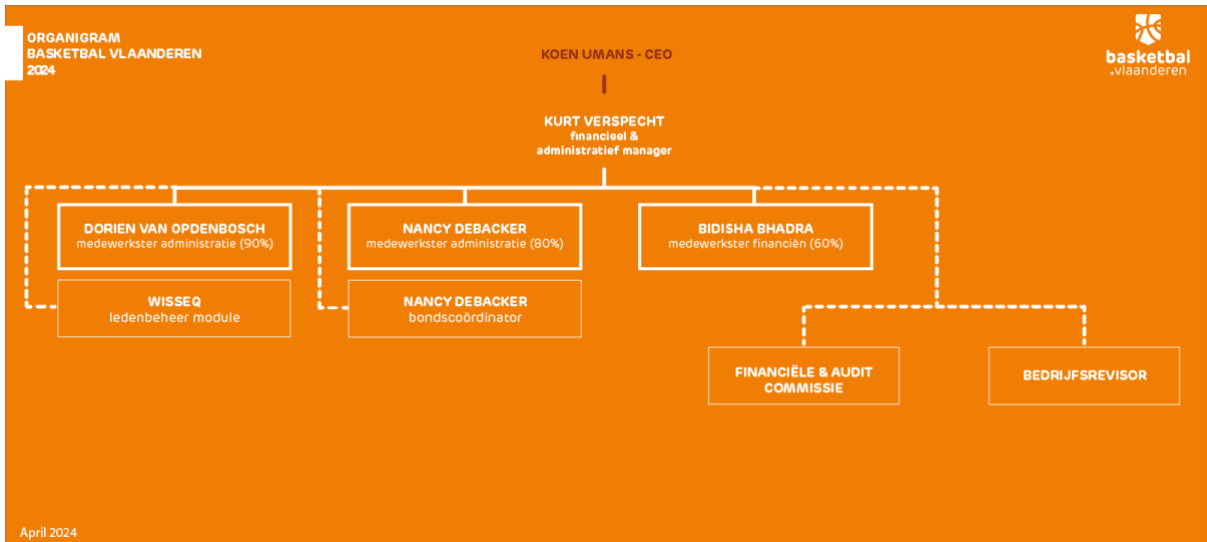 ORGANIGRAM
BASKETBAL VLAANDEREN
2024
KOEN UMANS - CEO
basketbal
.vlaanderen
KURT VERSPECHT
financieel &
administratief manager
DORIEN VAN OPDENBOSCH
medewerkster administratie (90%)
NANCY DEBACKER
medewerkster administratie (80%)
BIDISHA BHADRA
medewerkster financiën (60%)
WISSEQ
ledenbeheer module
NANCY DEBACKER
bondscoördinator
FINANCIËLE & AUDIT
COMMISSIE
BEDRIJFSREVISOR
April 2024